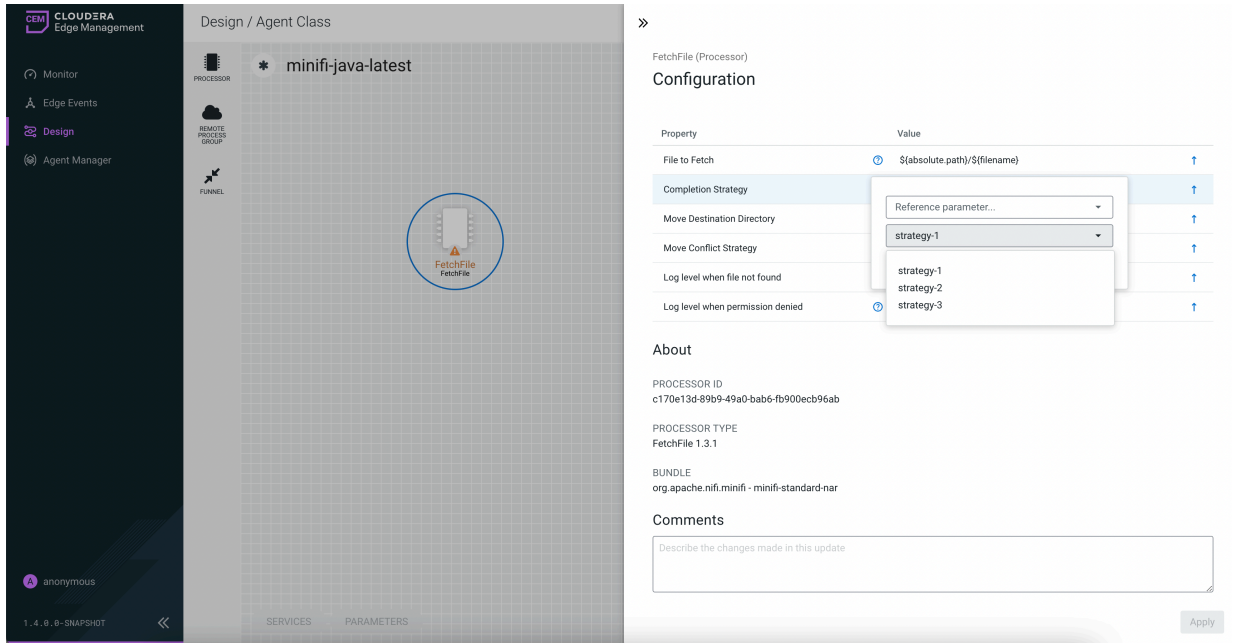 CEM CLOUDERA
Edge Management
Monitor
Edge Events
Design
Agent Manager
A anonymous
1.4.0.0-SNAPSHOT
Design / Agent Class
PROCESSOR
REMOTE
PROCESS
GROUP
FUNNEL
minifi-java-latest
FetchFile
FetchFile
SERVICES PARAMETERS
FetchFile (Processor)
Configuration
Property Value
File to Fetch ${absolute.path}/${filename}
Completion Strategy
Move Destination Directory
Move Conflict Strategy
Log level when file not found
Log level when permission denied
Reference parameter...
strategy-1
strategy-1
strategy-2
strategy-3
About
PROCESSOR ID
c170e13d-89b9-49a0-bab6-fb900ecb96ab
PROCESSOR TYPE
FetchFile 1.3.1
BUNDLE
org.apache.nifi.minifi - minifi-standard-nar
Comments
Describe the changes made in this update
Apply